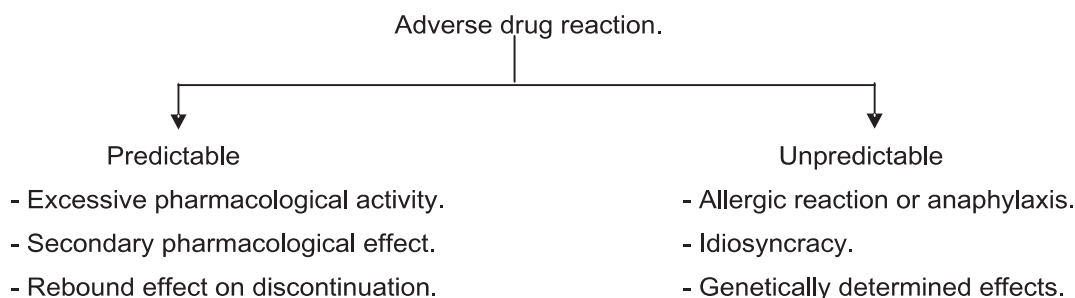 Adverse drug reaction.
Predictable
- Excessive pharmacological activity.
- Secondary pharmacological effect.
- Rebound effect on discontinuation.
Unpredictable
- Allergic reaction or anaphylaxis.
- Idiosyncracy.
- Genetically determined effects.